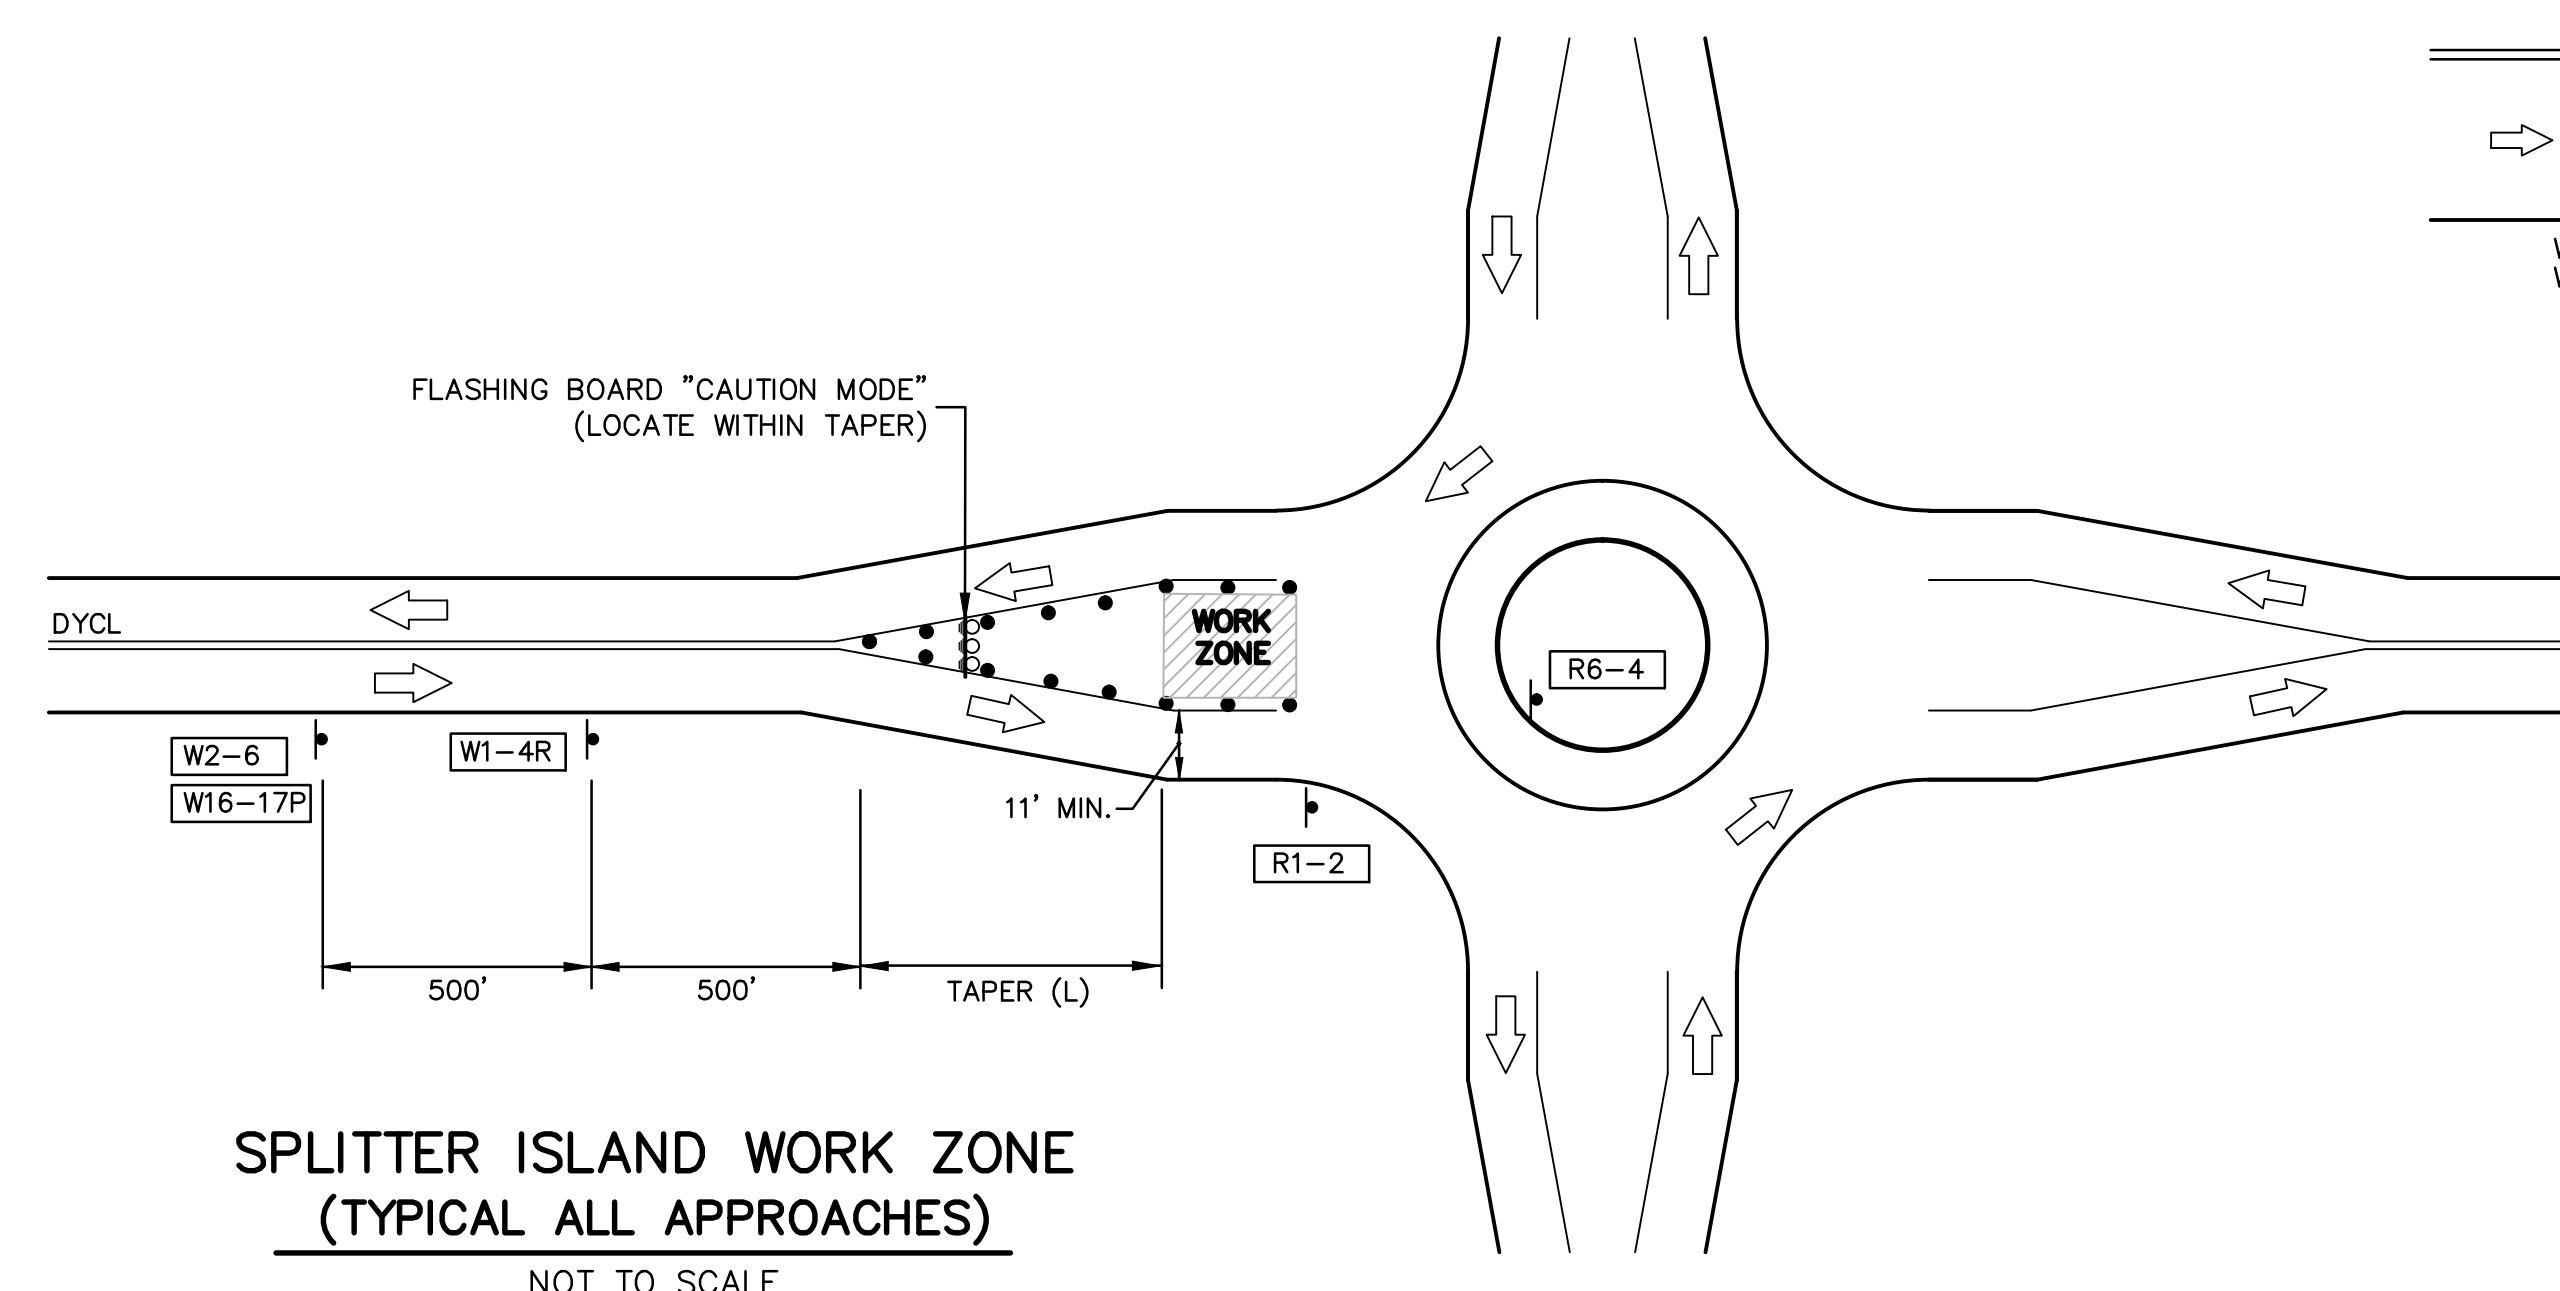 FLASHING BOARD "CAUTION MODE"
(LOCATE WITHIN TAPER)
DYCL
WORK
ZONE
R6-4
W2-6
W16-17P
W1-4R
11' MIN.
R1-2
500'
500'
TAPER (L)
SPLITTER ISLAND WORK ZONE
(TYPICAL ALL APPROACHES)
NOT TO SCALE